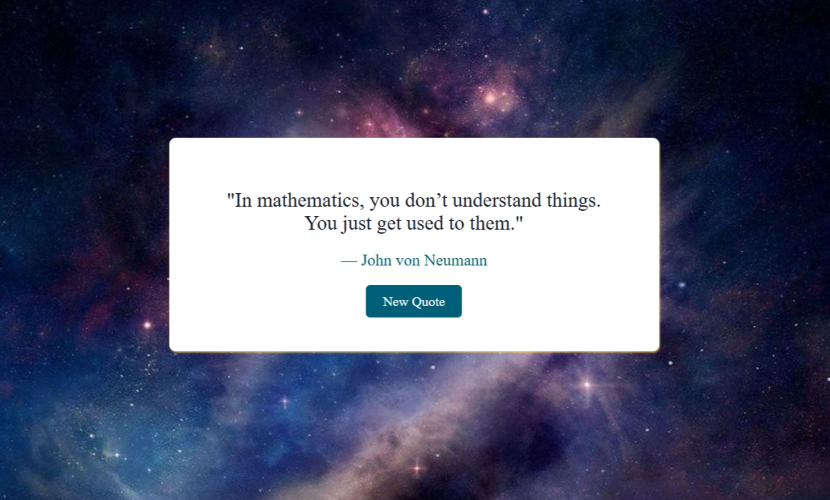 "In mathematics, you don’t understand things.
You just get used to them."
— John von Neumann
New Quote